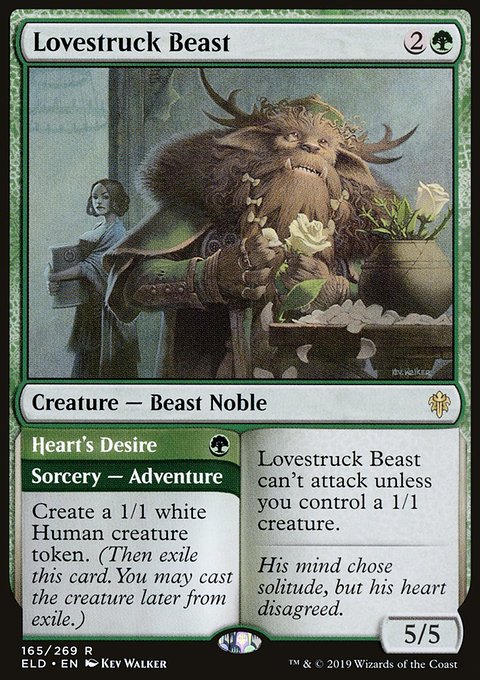 Lovestruck Beast 2
KEV. WALKER
Creature — Beast Noble
Heart's Desire
Sorcery — Adventure
Create a 1/1 white
Human creature
token. (Then exile
this card. You may cast
the creature later from
exile.)
Lovestruck Beast
can't attack unless
you control a 1/1
creature.
His mind chose
solitude, but his heart
disagreed.
5/5
165/269 R
ELD • EN Kev Walker
™ & © 2019 Wizards of the Coast